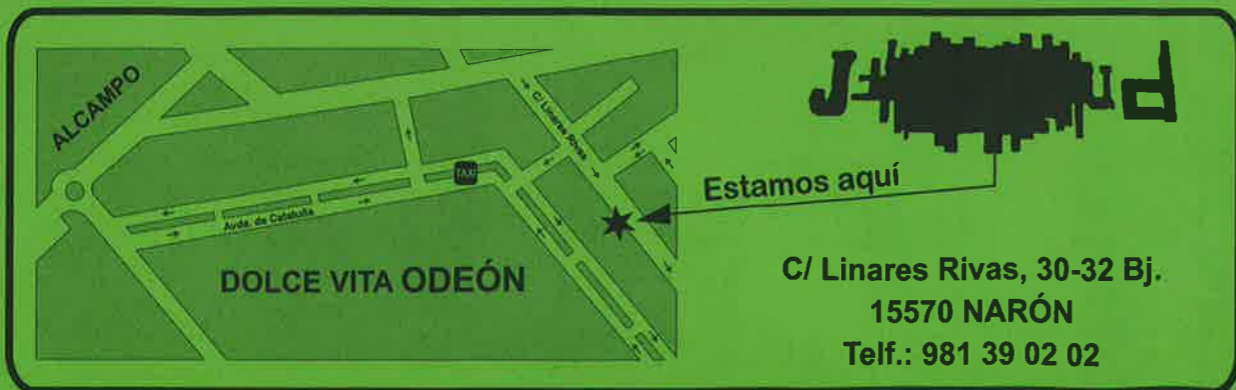 ALCAMPO
C/ Linares Rivas
TAXI
Avda. de Cataluña
DOLCE VITA ODEÓN
Estamos aquí
C/ Linares Rivas, 30-32 Bj.
15570 NARÓN
Telf.: 981 39 02 02